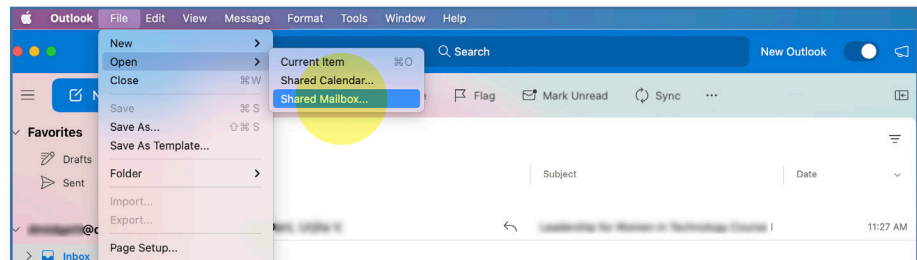 Outlook File Edit View Message Format Tools Window Help
New
Open
Close ⌘W
Save ⌘ S
Save As... ⇧⌘ S
Save As Template...
Folder
Import...
Export...
Page Setup...
Current Item ⌘O
Shared Calendar...
Shared Mailbox...
Search
New Outlook
Flag
Mark Unread
Sync
...
Favorites
Drafts
Sent
Subject
Date
11:27 AM
Inbox